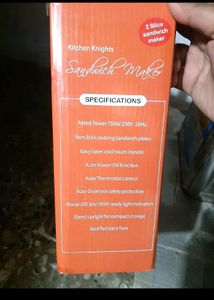 2 Slice
sandwich
maker
Kitchen Knights
Sandwich Maker
SPECIFICATIONS
Rated Power 750W 230V 50Hz
Non-Stick coating Sandwich plates
Easy open cool touch Handle
Auto Power ON function
Auto Thermostat control
Auto Overheat safety protection
Power ON and HEAT ready light indicators
Stand upright for compact storage
Skid Resistant Feet